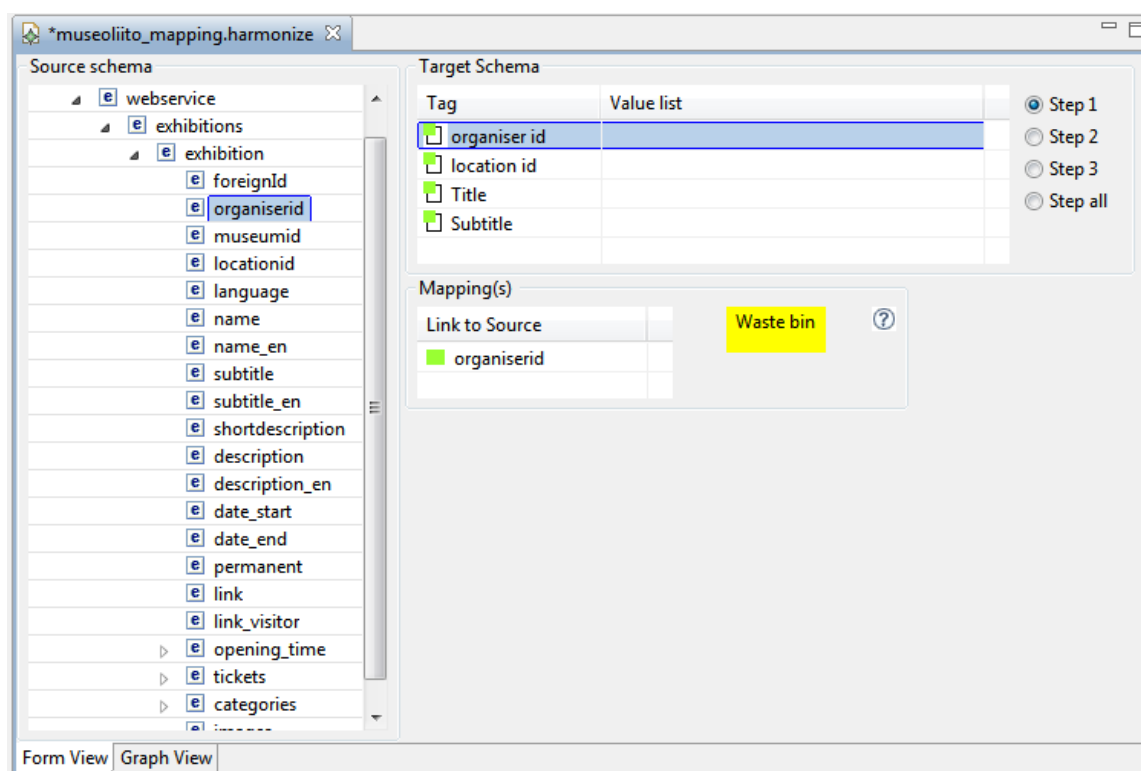 *museoliito_mapping.harmonize
Source schema
webservice
exhibitions
exhibition
foreignId
organiserid
museumid
locationid
language
name
name_en
subtitle
subtitle_en
shortdescription
description
description_en
date_start
date_end
permanent
link
link_visitor
opening_time
tickets
categories
Target Schema
Tag Value list
organiser id
location id
Title
Subtitle
Step 1
Step 2
Step 3
Step all
Mapping(s)
Link to Source
organiserid
Waste bin
Form View Graph View